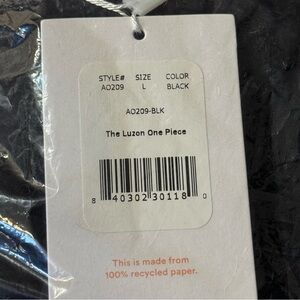 STYLE# SIZE COLOR
AO209 L BLACK
AO209-BLK
The Luzon One Piece
8 40302 30118 0
This is made from
100% recycled paper.